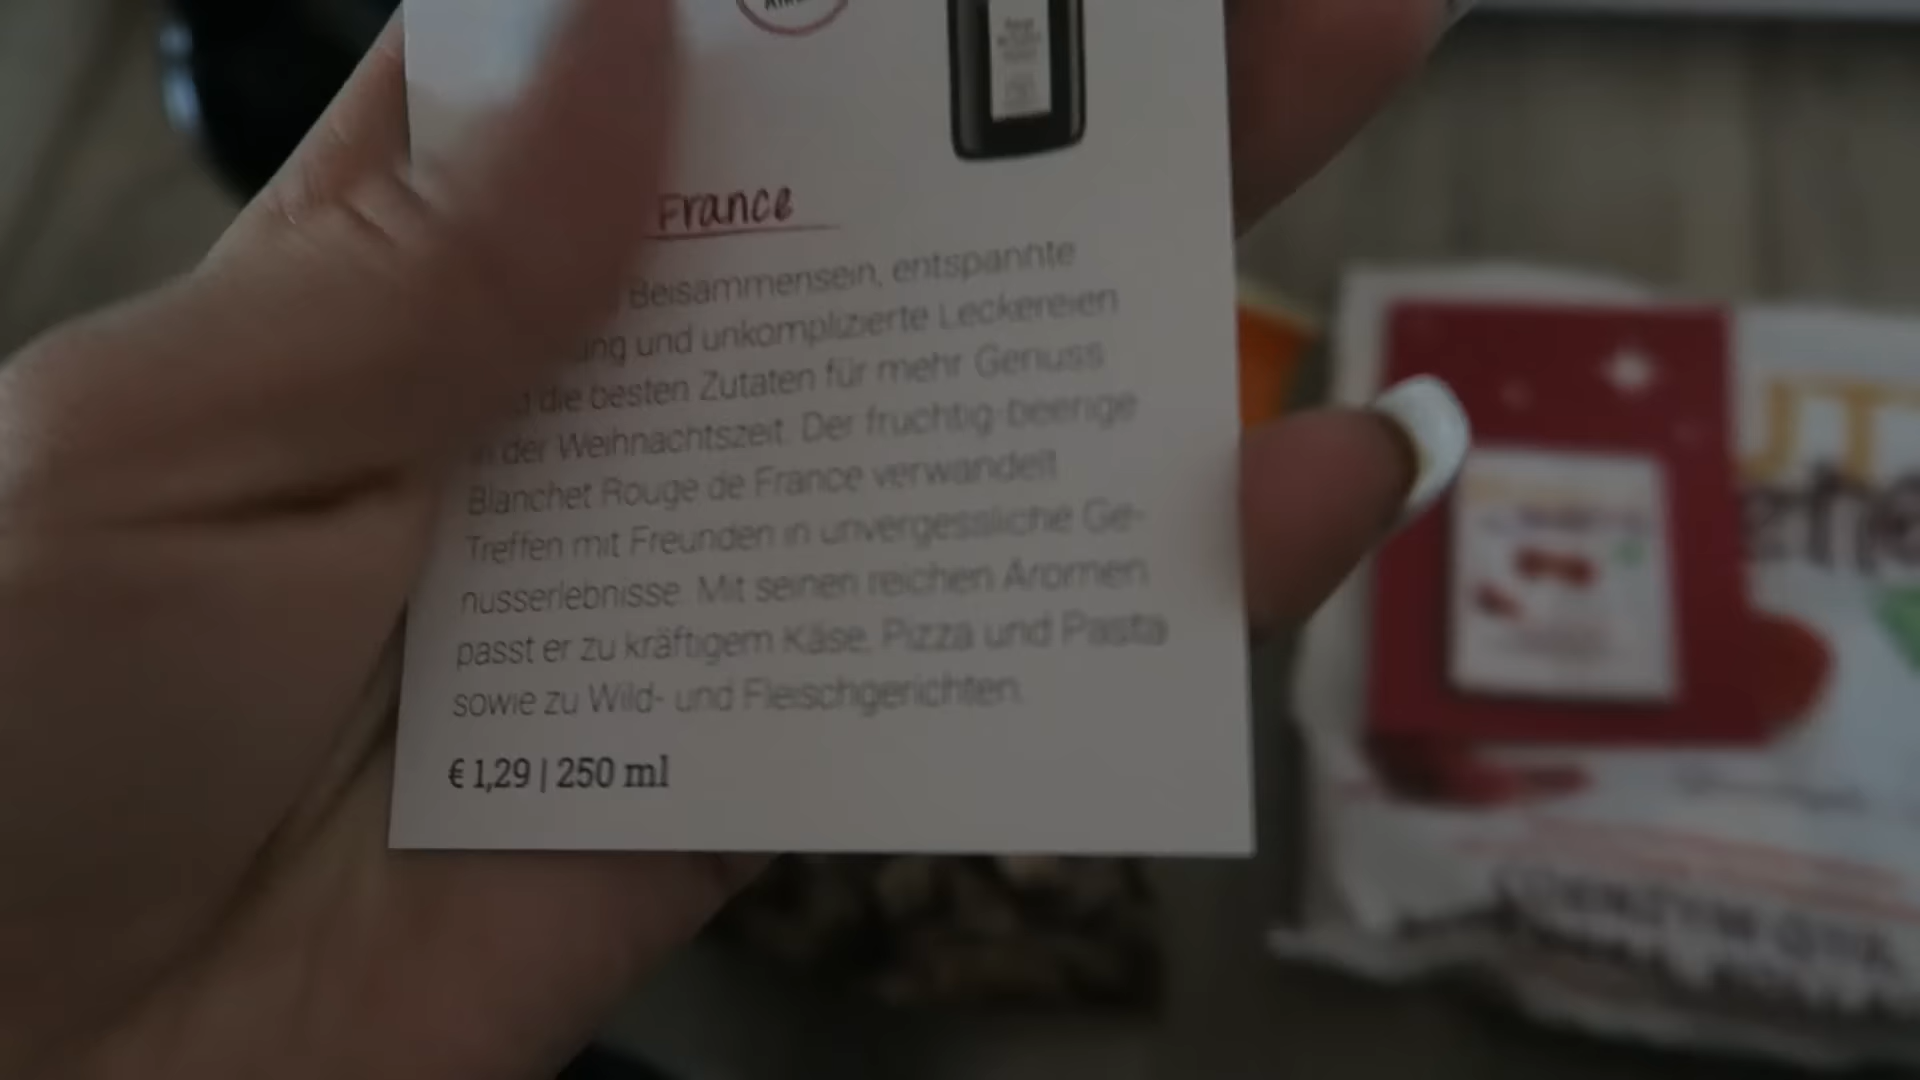 France
Beisammensein, entspannte
und unkomplizierte Leckereien
die besten Zutaten für mehr Genuss
in der Weihnachtszeit. Der fruchtig-beerige
Blanchet Rouge de France verwandelt
Treffen mit Freunden in unvergessliche Ge-
nusserlebnisse. Mit seinen reichen Aromen
passt er zu kräftigem Käse, Pizza und Pasta
sowie zu Wild- und Fleischgerichten.
€ 1,29 | 250 ml